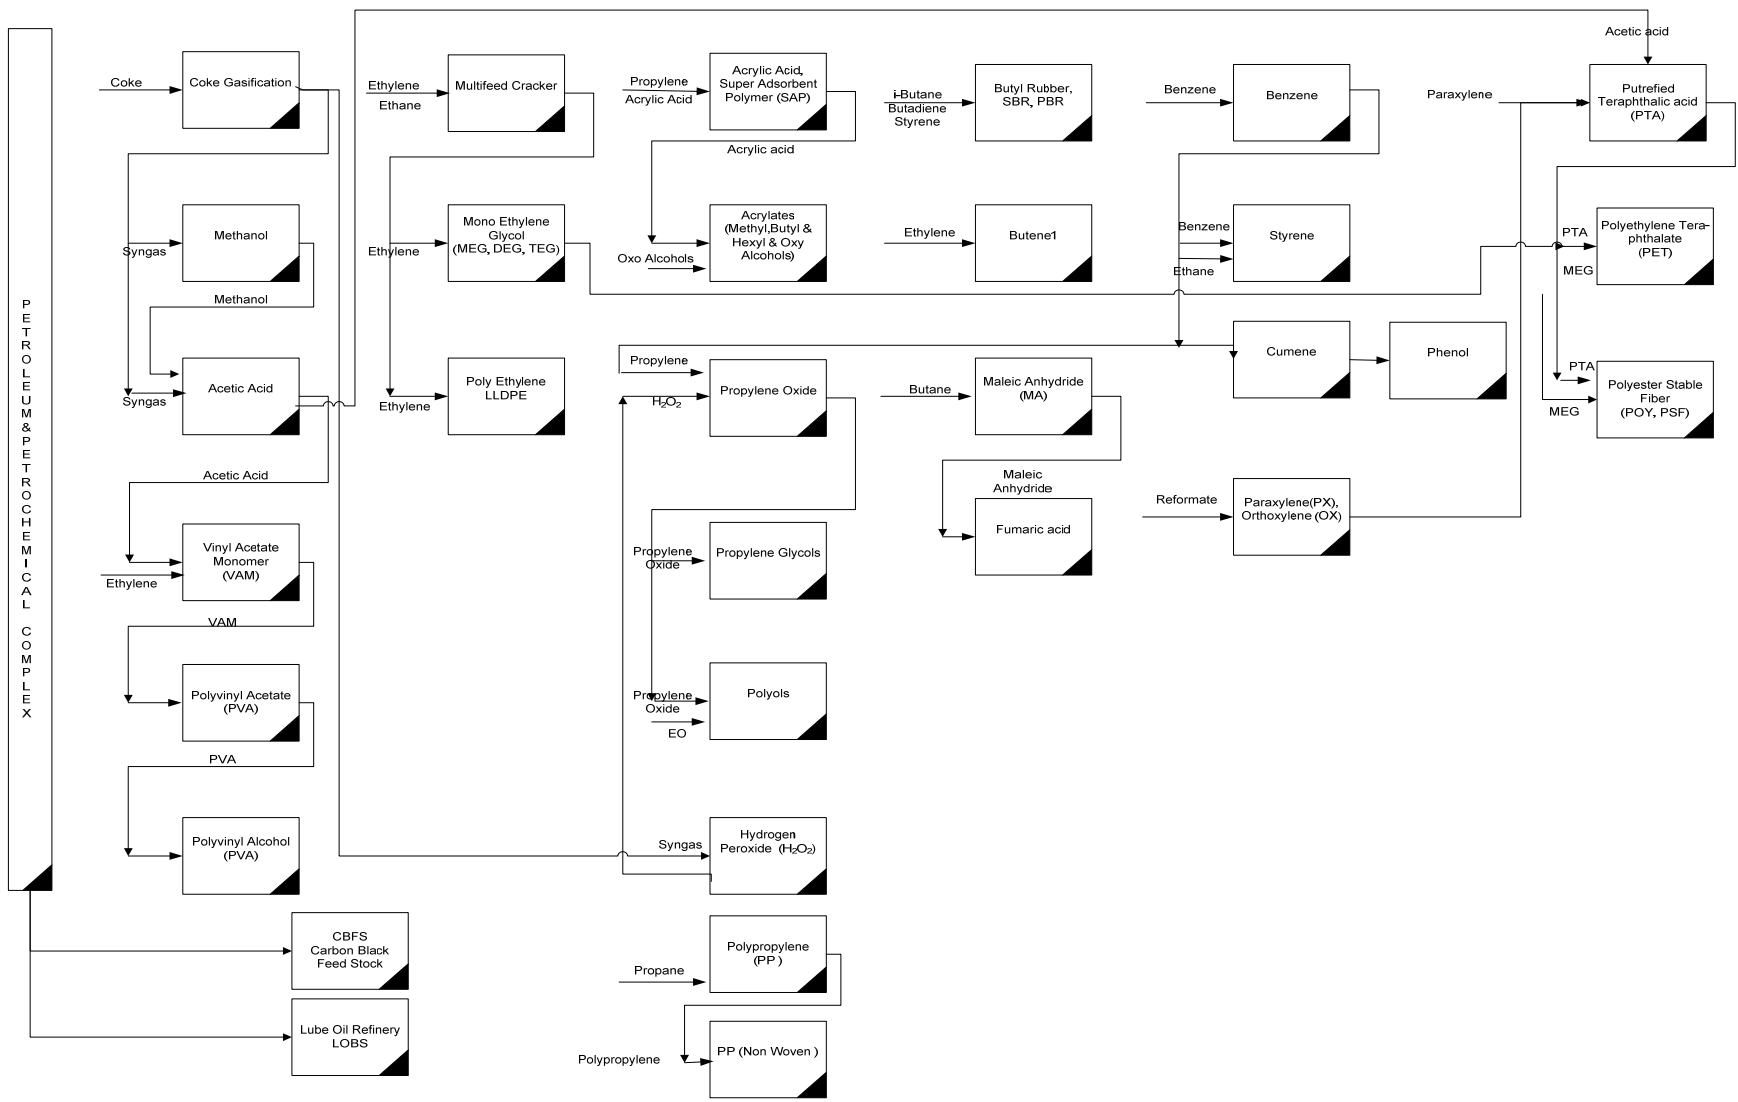 PETROLEUM&PETROCHEMICAL COMPLEX
Coke
Coke Gasification
Syngas
Methanol
Methanol
Syngas
Acetic Acid
Acetic Acid
Ethylene
Vinyl Acetate
Monomer
(VAM)
VAM
Polyvinyl Acetate
(PVA)
PVA
Polyvinyl Alcohol
(PVA)
CBFS
Carbon Black
Feed Stock
Lube Oil Refinery
LOBS
Ethylene
Ethane
Multifeed Cracker
Ethylene
Mono Ethylene
Glycol
(MEG, DEG, TEG)
Ethylene
Poly Ethylene
LLDPE
Propylene
Acrylic Acid
Acrylic Acid,
Super Adsorbent
Polymer (SAP)
Acrylic acid
Oxo Alcohols
Acrylates
(Methyl,Butyl &
Hexyl & Oxy
Alcohols)
Propylene
H₂O₂
Propylene Oxide
Propylene
Oxide
Propylene Glycols
Propylene
Oxide
EO
Polyols
Syngas
Hydrogen
Peroxide (H₂O₂)
Propane
Polypropylene
(PP )
Polypropylene
PP (Non Woven )
i-Butane
Butadiene
Styrene
Butyl Rubber,
SBR, PBR
Ethylene
Butene1
Butane
Maleic Anhydride
(MA)
Maleic
Anhydride
Fumaric acid
Benzene
Benzene
Benzene
Ethane
Styrene
Cumene
Phenol
Reformate
Paraxylene(PX),
Orthoxylene (OX)
Acetic acid
Paraxylene
Putrefied
Teraphthalic acid
(PTA)
PTA
MEG
Polyethylene Tera-
phthalate
(PET)
PTA
MEG
Polyester Stable
Fiber
(POY, PSF)